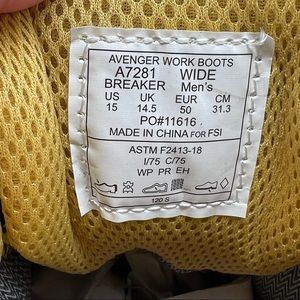 AVENGER WORK BOOTS
A7281 WIDE
BREAKER Men's
US UK EUR CM
15 14.5 50 31.3
PO#11616
MADE IN CHINA FOR FSI
ASTM F2413-18
I/75 C/75
WP PR EH
120 S